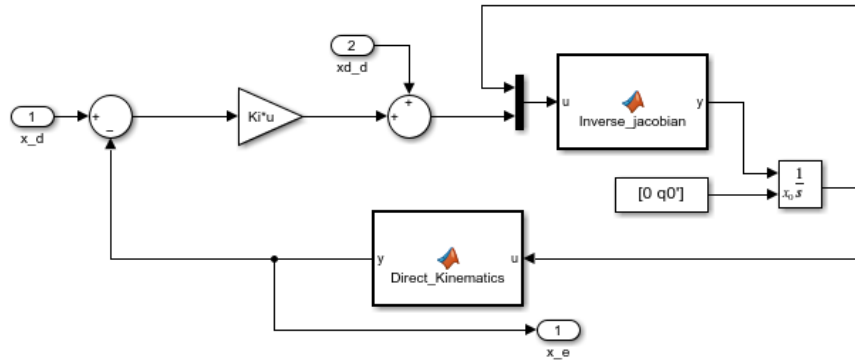 2
xd_d
1
x_d
+
−
Ki*u
+
+
u
y
Inverse_jacobian
[0 q0']
1
x₀ s
y
u
Direct_Kinematics
1
x_e